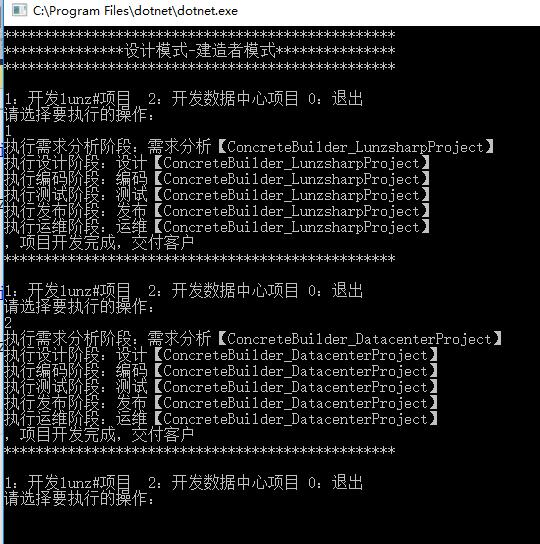 C:\Program Files\dotnet\dotnet.exe
**************************************************
***************设计模式-建造者模式***************
**************************************************
1：开发lunz#项目  2：开发数据中心项目 0：退出
请选择要执行的操作：
1
执行需求分析阶段：需求分析【ConcreteBuilder_LunzsharpProject】
执行设计阶段：设计【ConcreteBuilder_LunzsharpProject】
执行编码阶段：编码【ConcreteBuilder_LunzsharpProject】
执行测试阶段：测试【ConcreteBuilder_LunzsharpProject】
执行发布阶段：发布【ConcreteBuilder_LunzsharpProject】
执行运维阶段：运维【ConcreteBuilder_LunzsharpProject】
，项目开发完成，交付客户
**************************************************
1：开发lunz#项目  2：开发数据中心项目 0：退出
请选择要执行的操作：
2
执行需求分析阶段：需求分析【ConcreteBuilder_DatacenterProject】
执行设计阶段：设计【ConcreteBuilder_DatacenterProject】
执行编码阶段：编码【ConcreteBuilder_DatacenterProject】
执行测试阶段：测试【ConcreteBuilder_DatacenterProject】
执行发布阶段：发布【ConcreteBuilder_DatacenterProject】
执行运维阶段：运维【ConcreteBuilder_DatacenterProject】
，项目开发完成，交付客户
**************************************************
1：开发lunz#项目  2：开发数据中心项目 0：退出
请选择要执行的操作：